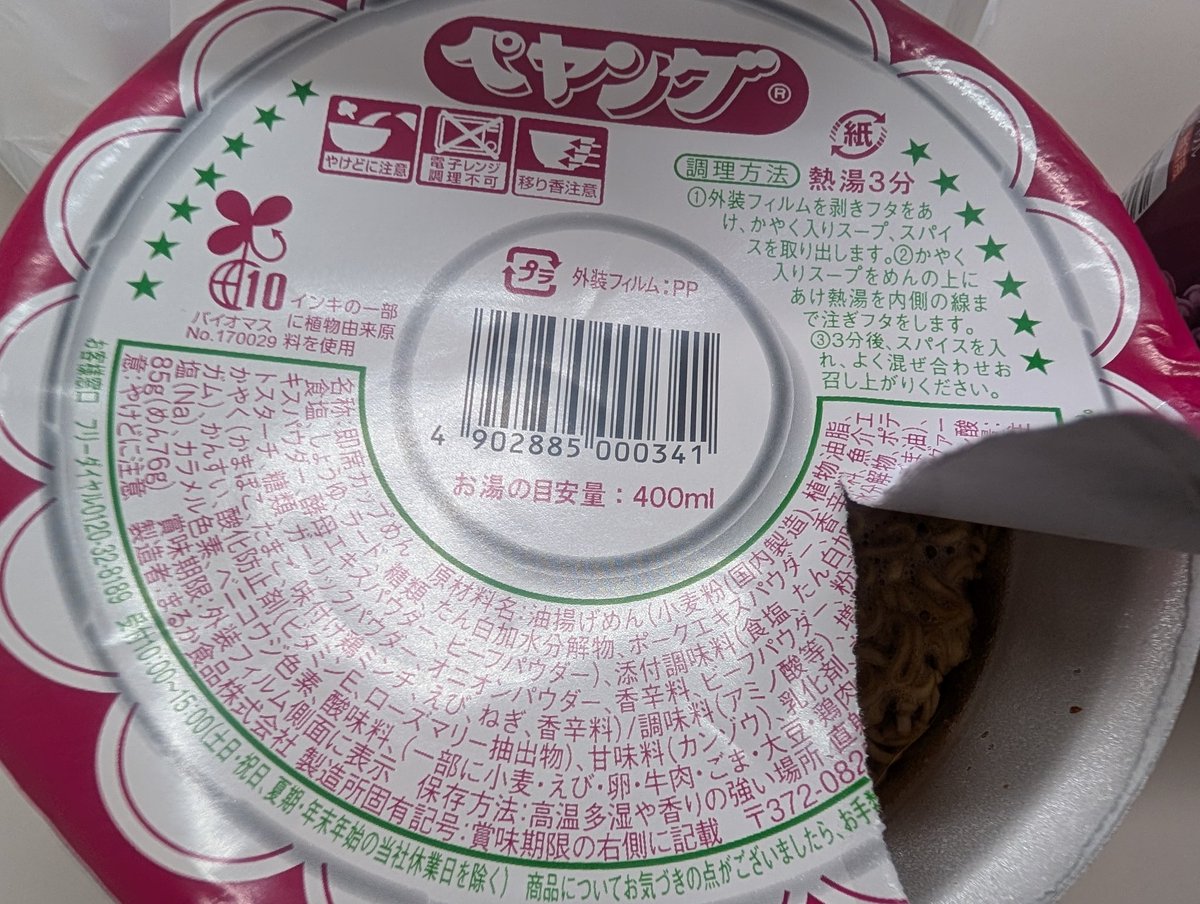 ペヤング®
やけどに注意
電子レンジ
調理不可
移り香注意
紙
調理方法 熱湯3分
①外装フィルムを剥きフタをあ
け、かやく入りスープ、スパイ
スを取り出します。②かやく
入りスープをめんの上に
あけ熱湯を内側の線ま
で注ぎフタをします。
③3分後、スパイスを入
れ、よく混ぜ合わせお
召し上がりください。
10
バイオマス
No.170029
インキの一部
に植物由来原
料を使用
プラ
外装フィルム:PP
4 902885 000341
お湯の目安量：400ml
名称:即席カップめん 原材料名:油揚げめん(小麦粉(国内製造)、植物油脂、
食塩、しょうゆ、ラード、糖類、たん白加水分解物、ポークエキスパウダー、香辛
キスパウダー、酵母エキスパウダー、ビーフパウダー)、添付調味料(食塩、たん白加
トスターチ、糖類、ガーリックパウダー、オニオンパウダー、香辛料、ビーフパウダー、
かやく(かまぼこ、たまご、味付け鶏ミンチ、えび、ねぎ、香辛料)/調味料(アミノ酸等)、増粘
ガム)、かんすい、酸化防止剤(ビタミンE、ローズマリー抽出物)、甘味料(カンゾウ)、乳化剤、
塩(Na)、カラメル色素、ベニコウジ色素、酸味料、(一部に小麦・えび・卵・牛肉・ごま・大豆・鶏肉
85g(めん76g) 賞味期限:外装フィルム側面に表示 保存方法:高温多湿や香りの強い場所、直射
意:やけどに注意 製造者 まるか食品株式会社 製造所固有記号:賞味期限の右側に記載 〒372-082
お客様窓口 フリーダイヤル0120-32-8189 受付10:00~15:00(土日・祝日、夏期・年末年始の当社休業日を除く) 商品についてお気づきの点がございましたら、お手